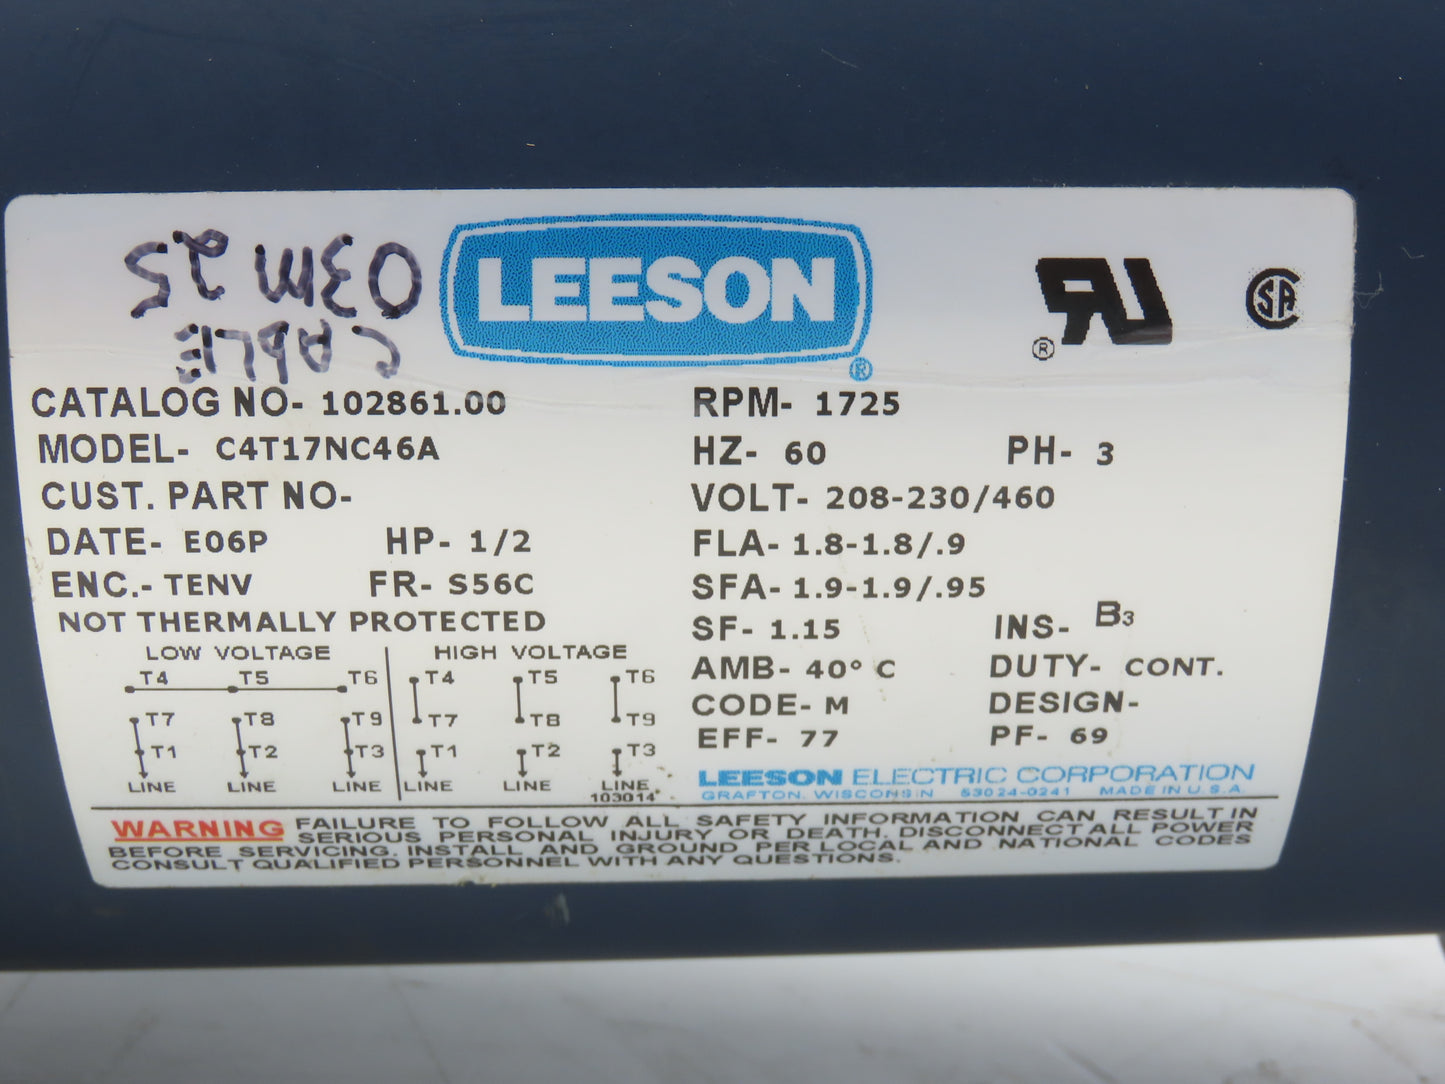 03M25
CABLE
LEESON
®
RU
®
SA
CATALOG NO- 102861.00
MODEL- C4T17NC46A
CUST. PART NO-
DATE- E06P HP- 1/2
ENC.- TENV FR- S56C
NOT THERMALLY PROTECTED
RPM- 1725
HZ- 60 PH- 3
VOLT- 208-230/460
FLA- 1.8-1.8/.9
SFA- 1.9-1.9/.95
SF- 1.15 INS- B3
AMB- 40° C DUTY- CONT.
CODE- M DESIGN-
EFF- 77 PF- 69
LOW VOLTAGE
T4 T5 T6
T7 T8 T9
T1 T2 T3
LINE LINE LINE
HIGH VOLTAGE
T4 T5 T6
T7 T8 T9
T1 T2 T3
LINE LINE LINE
103014
LEESON ELECTRIC CORPORATION
GRAFTON, WISCONSIN 53024-0241 MADE IN U.S.A.
WARNING FAILURE TO FOLLOW ALL SAFETY INFORMATION CAN RESULT IN
SERIOUS PERSONAL INJURY OR DEATH. DISCONNECT ALL POWER
BEFORE SERVICING. INSTALL AND GROUND PER LOCAL AND NATIONAL CODES
CONSULT QUALIFIED PERSONNEL WITH ANY QUESTIONS.